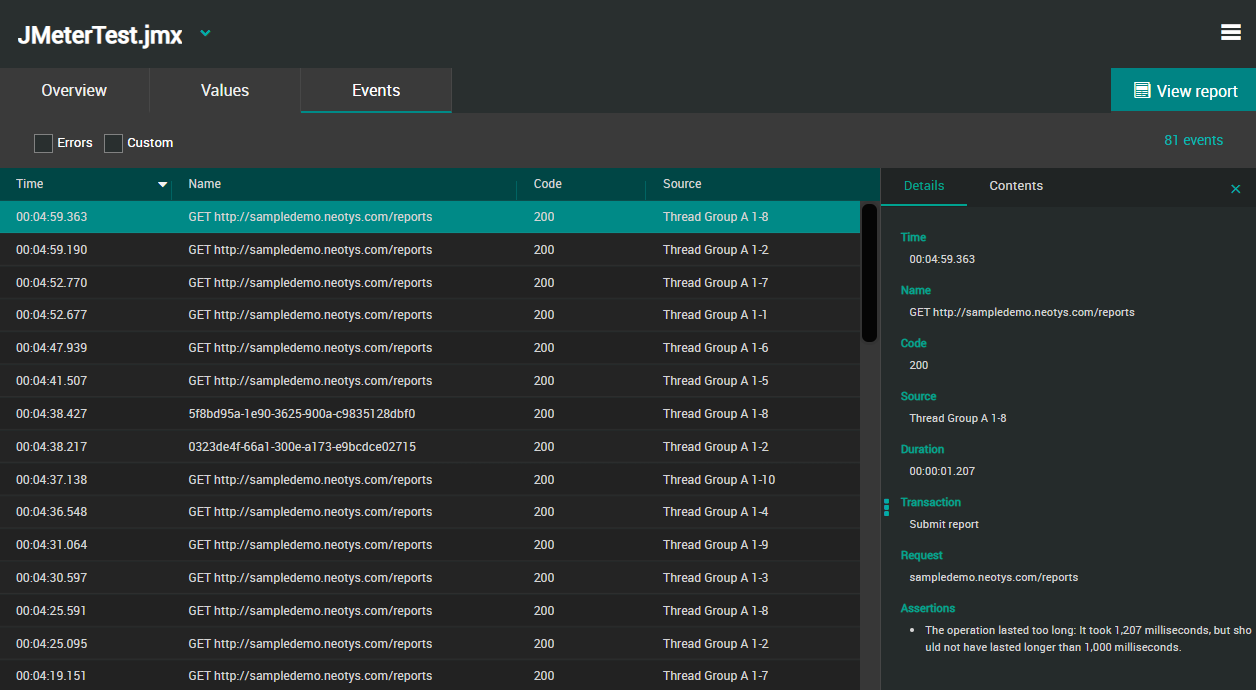 JMeterTest.jmx
Overview Values Events View report
Errors Custom 81 events
Time Name Code Source
00:04:59.363 GET http://sampledemo.neotys.com/reports 200 Thread Group A 1-8
00:04:59.190 GET http://sampledemo.neotys.com/reports 200 Thread Group A 1-2
00:04:52.770 GET http://sampledemo.neotys.com/reports 200 Thread Group A 1-7
00:04:52.677 GET http://sampledemo.neotys.com/reports 200 Thread Group A 1-1
00:04:47.939 GET http://sampledemo.neotys.com/reports 200 Thread Group A 1-6
00:04:41.507 GET http://sampledemo.neotys.com/reports 200 Thread Group A 1-5
00:04:38.427 5f8bd95a-1e90-3625-900a-c9835128dbf0 200 Thread Group A 1-8
00:04:38.217 0323de4f-66a1-300e-a173-e9bcdce02715 200 Thread Group A 1-2
00:04:37.138 GET http://sampledemo.neotys.com/reports 200 Thread Group A 1-10
00:04:36.548 GET http://sampledemo.neotys.com/reports 200 Thread Group A 1-4
00:04:31.064 GET http://sampledemo.neotys.com/reports 200 Thread Group A 1-9
00:04:30.597 GET http://sampledemo.neotys.com/reports 200 Thread Group A 1-3
00:04:25.591 GET http://sampledemo.neotys.com/reports 200 Thread Group A 1-8
00:04:25.095 GET http://sampledemo.neotys.com/reports 200 Thread Group A 1-2
00:04:19.151 GET http://sampledemo.neotys.com/reports 200 Thread Group A 1-7
Details Contents
Time
00:04:59.363
Name
GET http://sampledemo.neotys.com/reports
Code
200
Source
Thread Group A 1-8
Duration
00:00:01.207
Transaction
Submit report
Request
sampledemo.neotys.com/reports
Assertions
• The operation lasted too long: It took 1,207 milliseconds, but sho
uld not have lasted longer than 1,000 milliseconds.